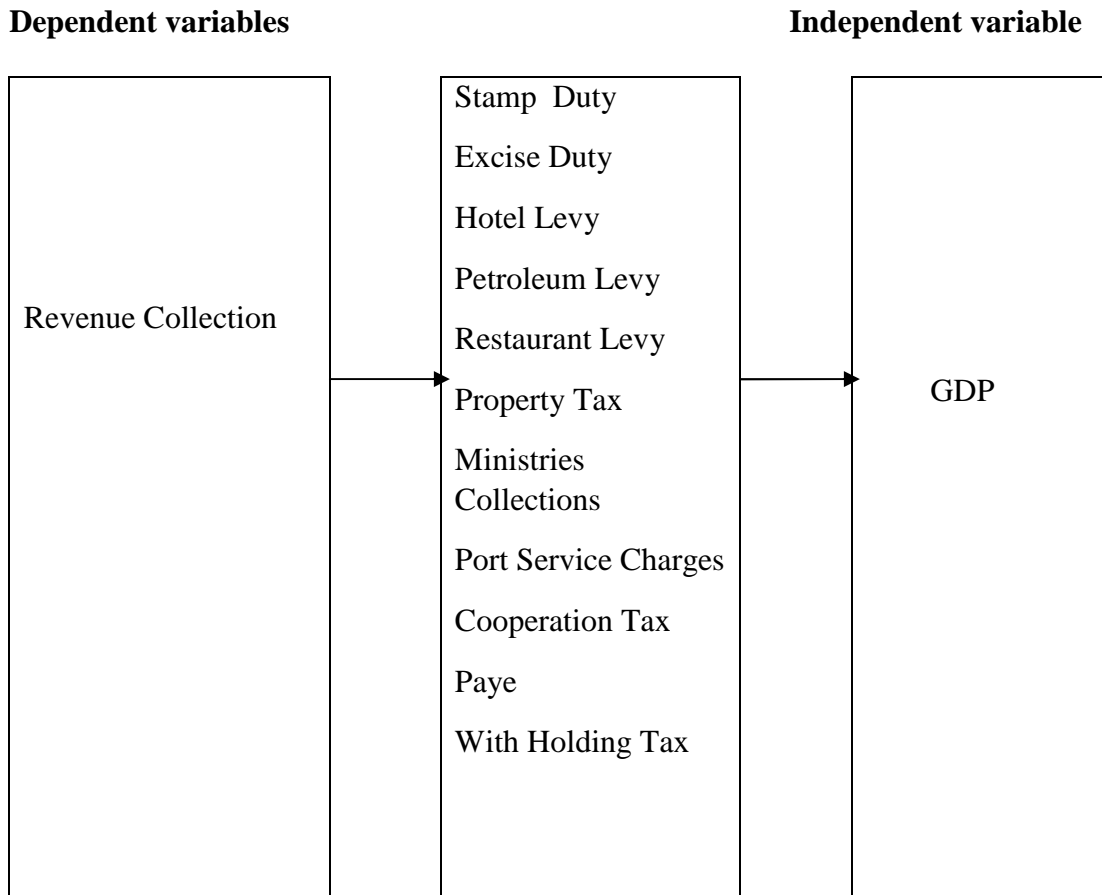 Dependent variables
Independent variable
Revenue Collection
Stamp Duty
Excise Duty
Hotel Levy
Petroleum Levy
Restaurant Levy
Property Tax
Ministries
Collections
Port Service Charges
Cooperation Tax
Paye
With Holding Tax
GDP